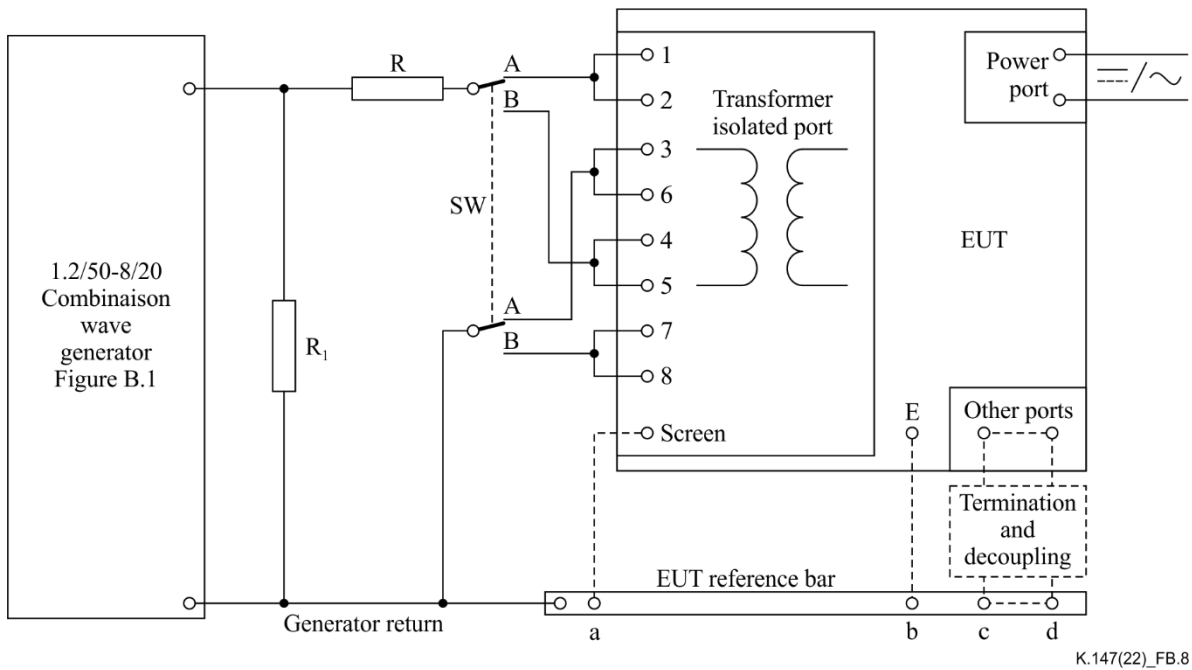 1.2/50-8/20
Combinaison
wave
generator
Figure B.1
R
R₁
SW
A
B
A
B
1
2
3
6
4
5
7
8
Screen
Transformer
isolated port
Power
port
EUT
E
Other ports
Termination
and
decoupling
EUT reference bar
Generator return
a
b
c
d
K.147(22)_FB.8